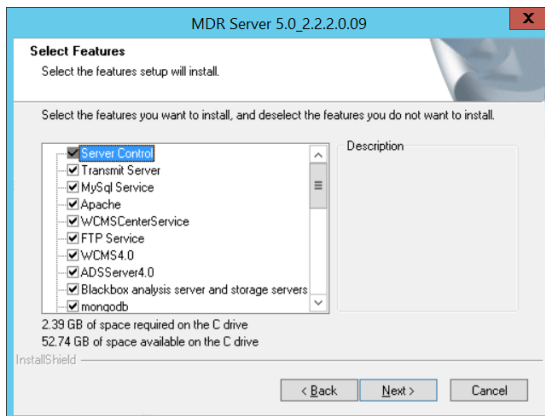 MDR Server 5.0_2.2.2.0.09
x
Select Features
Select the features setup will install.
Select the features you want to install, and deselect the features you do not want to install.
Server Control
Transmit Server
MySql Service
Apache
WCMSCenterService
FTP Service
WCMS4.0
ADSServer4.0
Blackbox analysis server and storage servers
mongodb
Description
2.39 GB of space required on the C drive
52.74 GB of space available on the C drive
InstallShield
< Back
Next >
Cancel